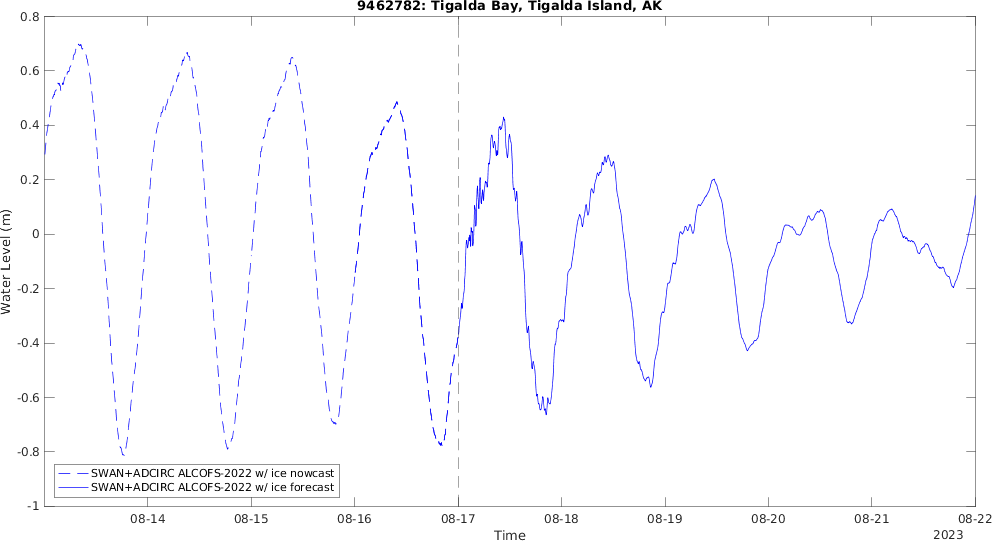 9462782: Tigalda Bay, Tigalda Island, AK
Water Level (m)
0.8
0.6
0.4
0.2
0
-0.2
-0.4
-0.6
-0.8
-1
SWAN+ADCIRC ALCOFS-2022 w/ ice nowcast
SWAN+ADCIRC ALCOFS-2022 w/ ice forecast
08-14 08-15 08-16 08-17 08-18 08-19 08-20 08-21 08-22
Time
2023